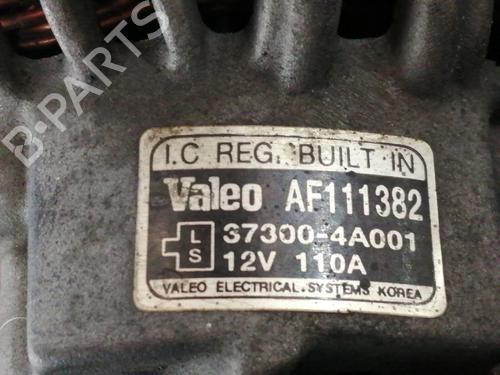 B-PARTS
I.C REG. BUILT IN
Valeo AF111382
L
S
37300-4A001
12V 110A
VALEO ELECTRICAL SYSTEMS KOREA